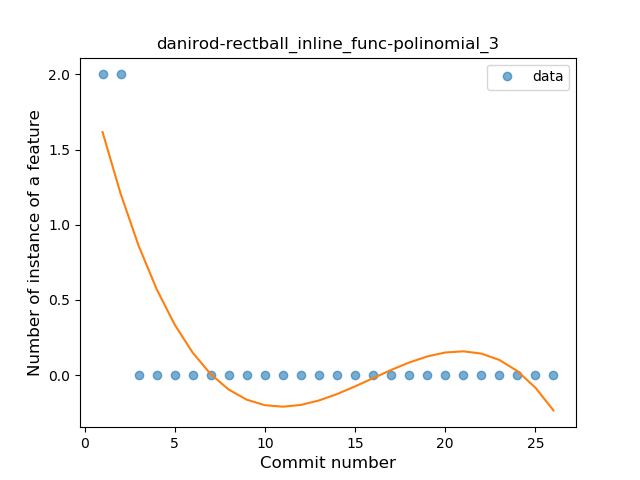 danirod-rectball_inline_func-polinomial_3
data
Number of instance of a feature
2.0
1.5
1.0
0.5
0.0
0
5
10
15
20
25
Commit number